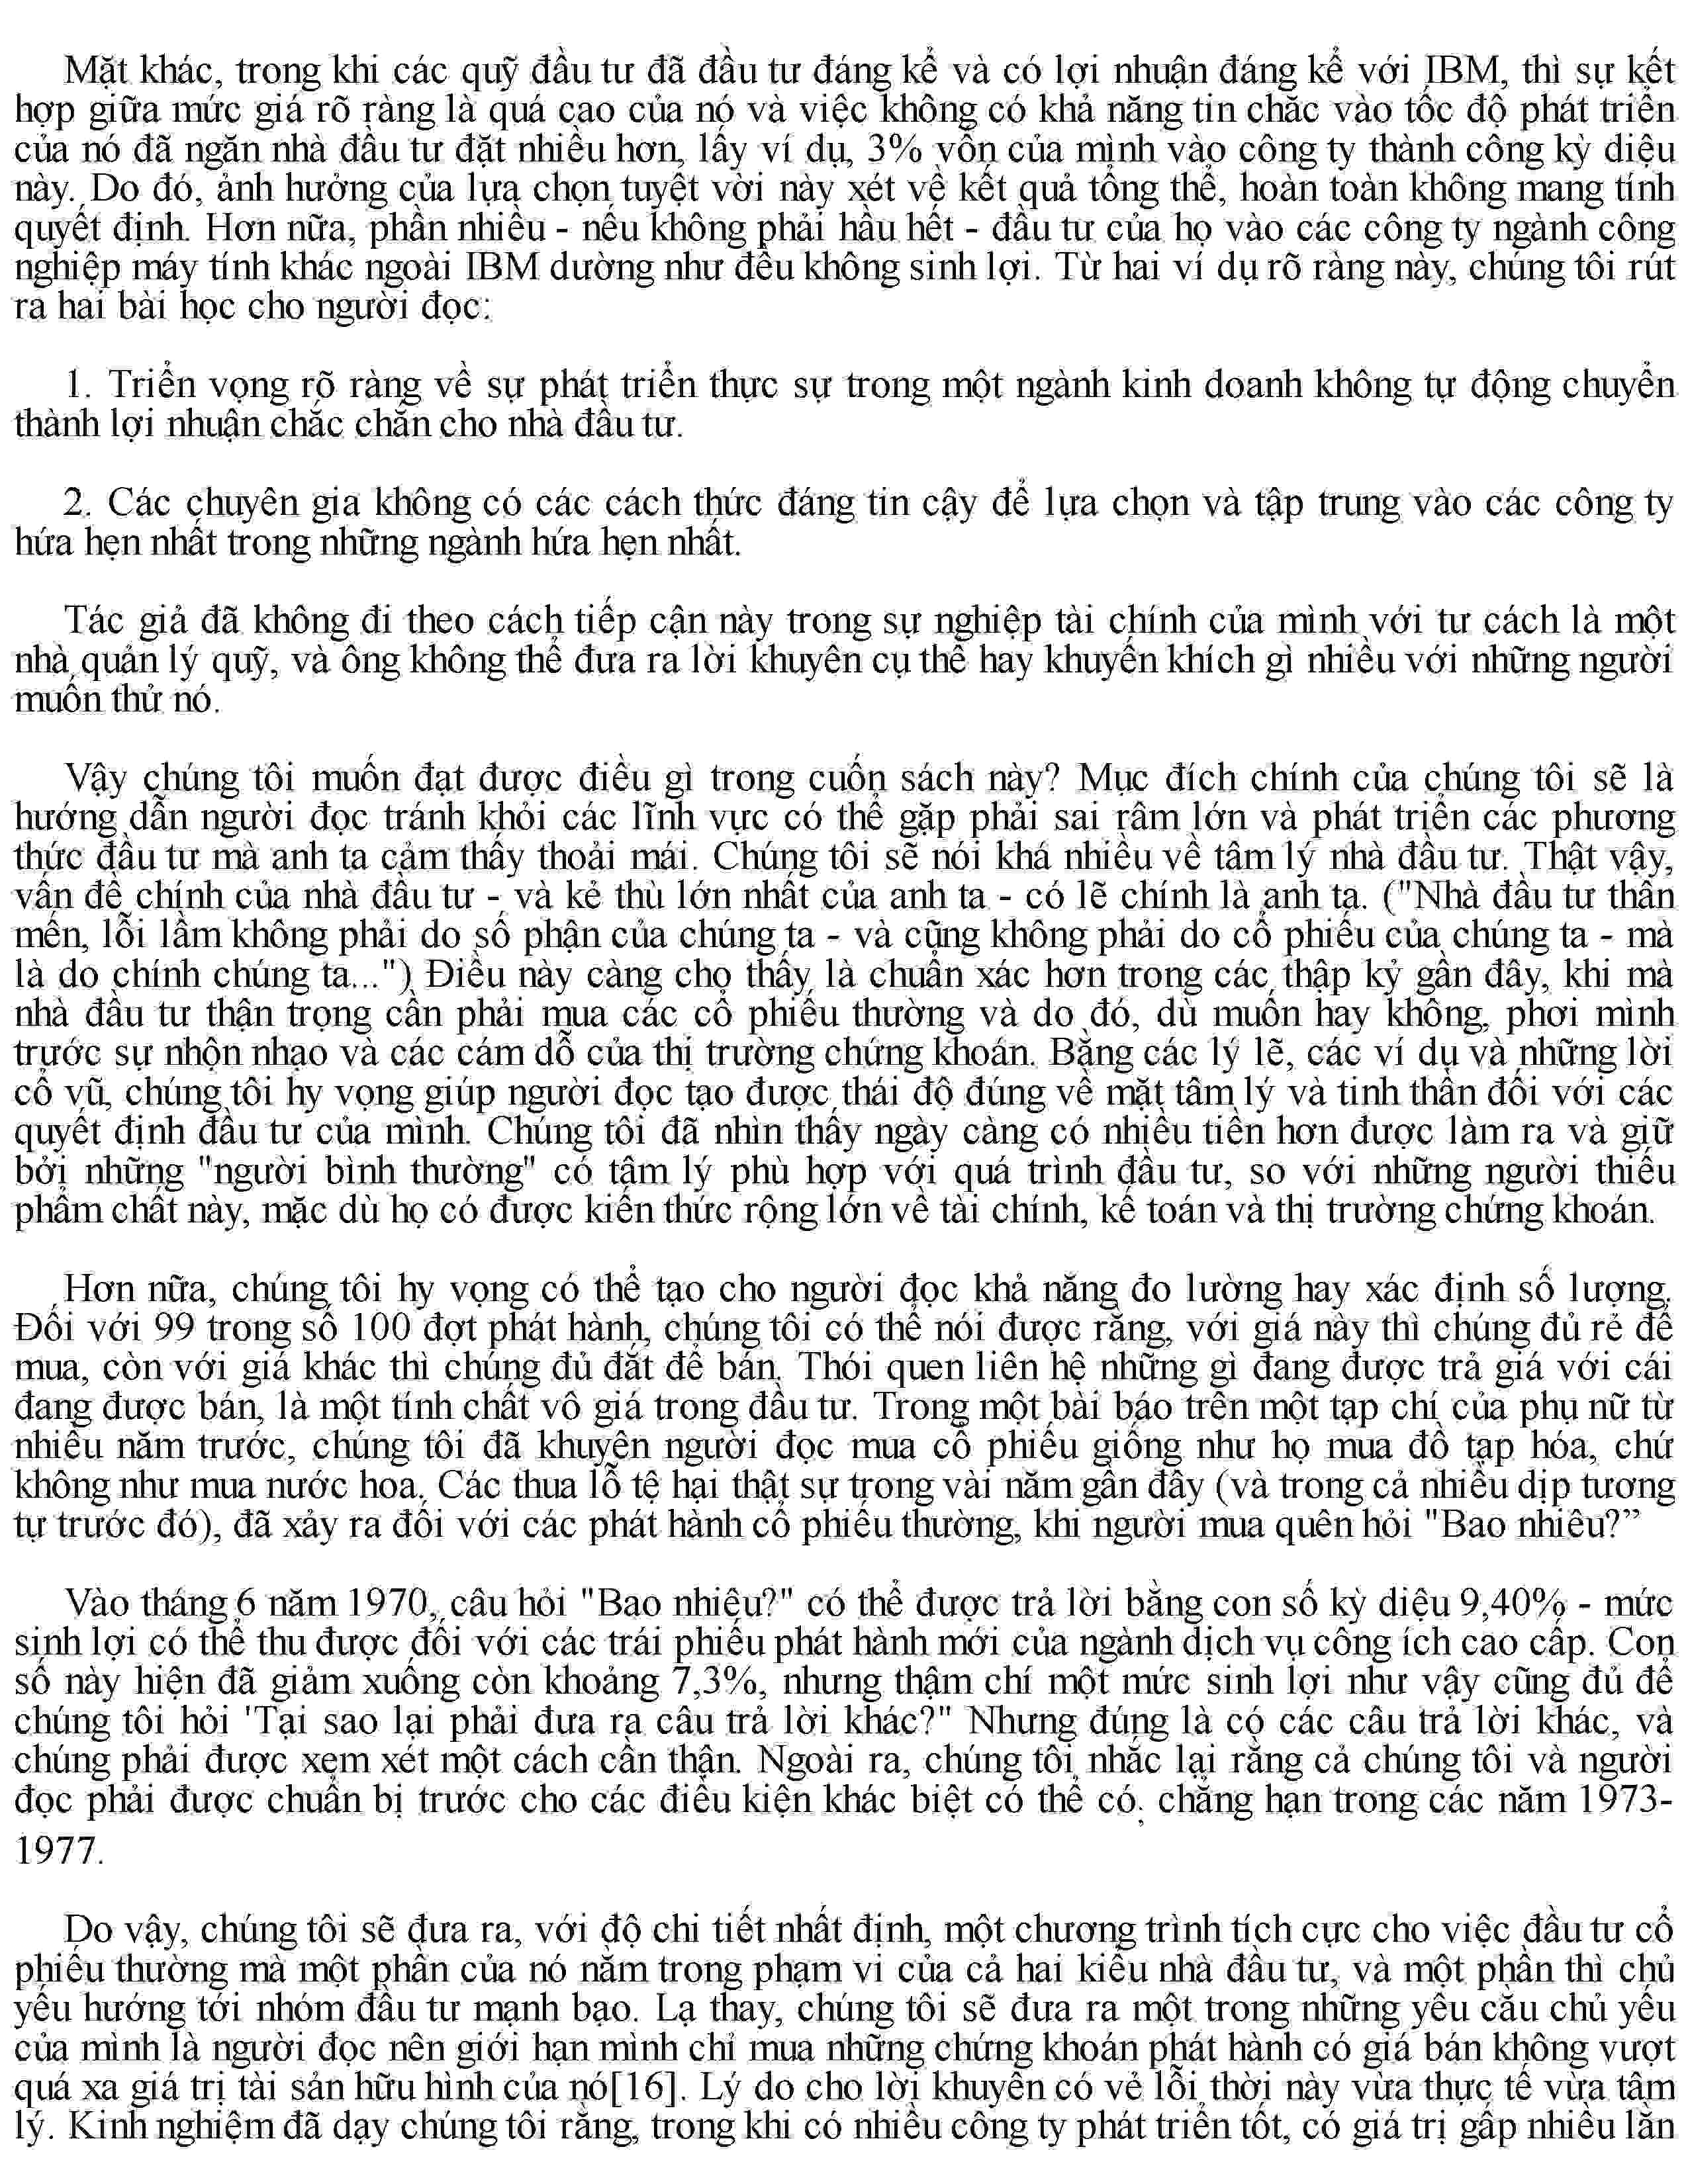 Mặt khác, trong khi các quỹ đầu tư đã đầu tư đáng kể và có lợi nhuận đáng kể với IBM, thì sự kết
hợp giữa mức giá rõ ràng là quá cao của nó và việc không có khả năng tin chắc vào tốc độ phát triển
của nó đã ngăn nhà đầu tư đặt nhiều hơn, lấy ví dụ, 3% vốn của mình vào công ty thành công kỳ diệu
này. Do đó, ảnh hưởng của lựa chọn tuyệt vời này xét về kết quả tổng thể, hoàn toàn không mang tính
quyết định. Hơn nữa, phần nhiều - nếu không phải hầu hết - đầu tư của họ vào các công ty ngành công
nghiệp máy tính khác ngoài IBM dường như đều không sinh lợi. Từ hai ví dụ rõ ràng này, chúng tôi rút
ra hai bài học cho người đọc:
1. Triển vọng rõ ràng về sự phát triển thực sự trong một ngành kinh doanh không tự động chuyển
thành lợi nhuận chắc chắn cho nhà đầu tư.
2. Các chuyên gia không có các cách thức đáng tin cậy để lựa chọn và tập trung vào các công ty
hứa hẹn nhất trong những ngành hứa hẹn nhất.
Tác giả đã không đi theo cách tiếp cận này trong sự nghiệp tài chính của mình với tư cách là một
nhà quản lý quỹ, và ông không thể đưa ra lời khuyên cụ thể hay khuyến khích gì nhiều với những người
muốn thử nó.
Vậy chúng tôi muốn đạt được điều gì trong cuốn sách này? Mục đích chính của chúng tôi sẽ là
hướng dẫn người đọc tránh khỏi các lĩnh vực có thể gặp phải sai rầm lớn và phát triển các phương
thức đầu tư mà anh ta cảm thấy thoải mái. Chúng tôi sẽ nói khá nhiều về tâm lý nhà đầu tư. Thật vậy,
vấn đề chính của nhà đầu tư - và kẻ thù lớn nhất của anh ta - có lẽ chính là anh ta. ("Nhà đầu tư thân
mến, lỗi lầm không phải do số phận của chúng ta - và cũng không phải do cổ phiếu của chúng ta - mà
là do chính chúng ta...") Điều này càng cho thấy là chuẩn xác hơn trong các thập kỷ gần đây, khi mà
nhà đầu tư thận trọng cần phải mua các cổ phiếu thường và do đó, dù muốn hay không, phơi mình
trước sự nhộn nhạo và các cám dỗ của thị trường chứng khoán. Bằng các lý lẽ, các ví dụ và những lời
cổ vũ, chúng tôi hy vọng giúp người đọc tạo được thái độ đúng về mặt tâm lý và tinh thần đối với các
quyết định đầu tư của mình. Chúng tôi đã nhìn thấy ngày càng có nhiều tiền hơn được làm ra và giữ
bởi những "người bình thường" có tâm lý phù hợp với quá trình đầu tư, so với những người thiếu
phẩm chất này, mặc dù họ có được kiến thức rộng lớn về tài chính, kế toán và thị trường chứng khoán.
Hơn nữa, chúng tôi hy vọng có thể tạo cho người đọc khả năng đo lường hay xác định số lượng.
Đối với 99 trong số 100 đợt phát hành, chúng tôi có thể nói được rằng, với giá này thì chúng đủ rẻ để
mua, còn với giá khác thì chúng đủ đắt để bán. Thói quen liên hệ những gì đang được trả giá với cái
đang được bán, là một tính chất vô giá trong đầu tư. Trong một bài báo trên một tạp chí của phụ nữ từ
nhiều năm trước, chúng tôi đã khuyên người đọc mua cổ phiếu giống như họ mua đồ tạp hóa, chứ
không như mua nước hoa. Các thua lỗ tệ hại thật sự trong vài năm gần đây (và trong cả nhiều dịp tương
tự trước đó), đã xảy ra đối với các phát hành cổ phiếu thường, khi người mua quên hỏi "Bao nhiêu?”
Vào tháng 6 năm 1970, câu hỏi "Bao nhiêu?" có thể được trả lời bằng con số kỳ diệu 9,40% - mức
sinh lợi có thể thu được đối với các trái phiếu phát hành mới của ngành dịch vụ công ích cao cấp. Con
số này hiện đã giảm xuống còn khoảng 7,3%, nhưng thậm chí một mức sinh lợi như vậy cũng đủ để
chúng tôi hỏi 'Tại sao lại phải đưa ra câu trả lời khác?" Nhưng đúng là có các câu trả lời khác, và
chúng phải được xem xét một cách cẩn thận. Ngoài ra, chúng tôi nhắc lại rằng cả chúng tôi và người
đọc phải được chuẩn bị trước cho các điều kiện khác biệt có thể có; chẳng hạn trong các năm 1973-
1977.
Do vậy, chúng tôi sẽ đưa ra, với độ chi tiết nhất định, một chương trình tích cực cho việc đầu tư cổ
phiếu thường mà một phần của nó nằm trong phạm vi của cả hai kiểu nhà đầu tư, và một phần thì chủ
yếu hướng tới nhóm đầu tư mạnh bạo. Lạ thay, chúng tôi sẽ đưa ra một trong những yêu cầu chủ yếu
của mình là người đọc nên giới hạn mình chỉ mua những chứng khoán phát hành có giá bán không vượt
quá xa giá trị tài sản hữu hình của nó[16]. Lý do cho lời khuyên có vẻ lỗi thời này vừa thực tế vừa tâm
lý. Kinh nghiệm đã dạy chúng tôi rằng, trong khi có nhiều công ty phát triển tốt, có giá trị gấp nhiều lần